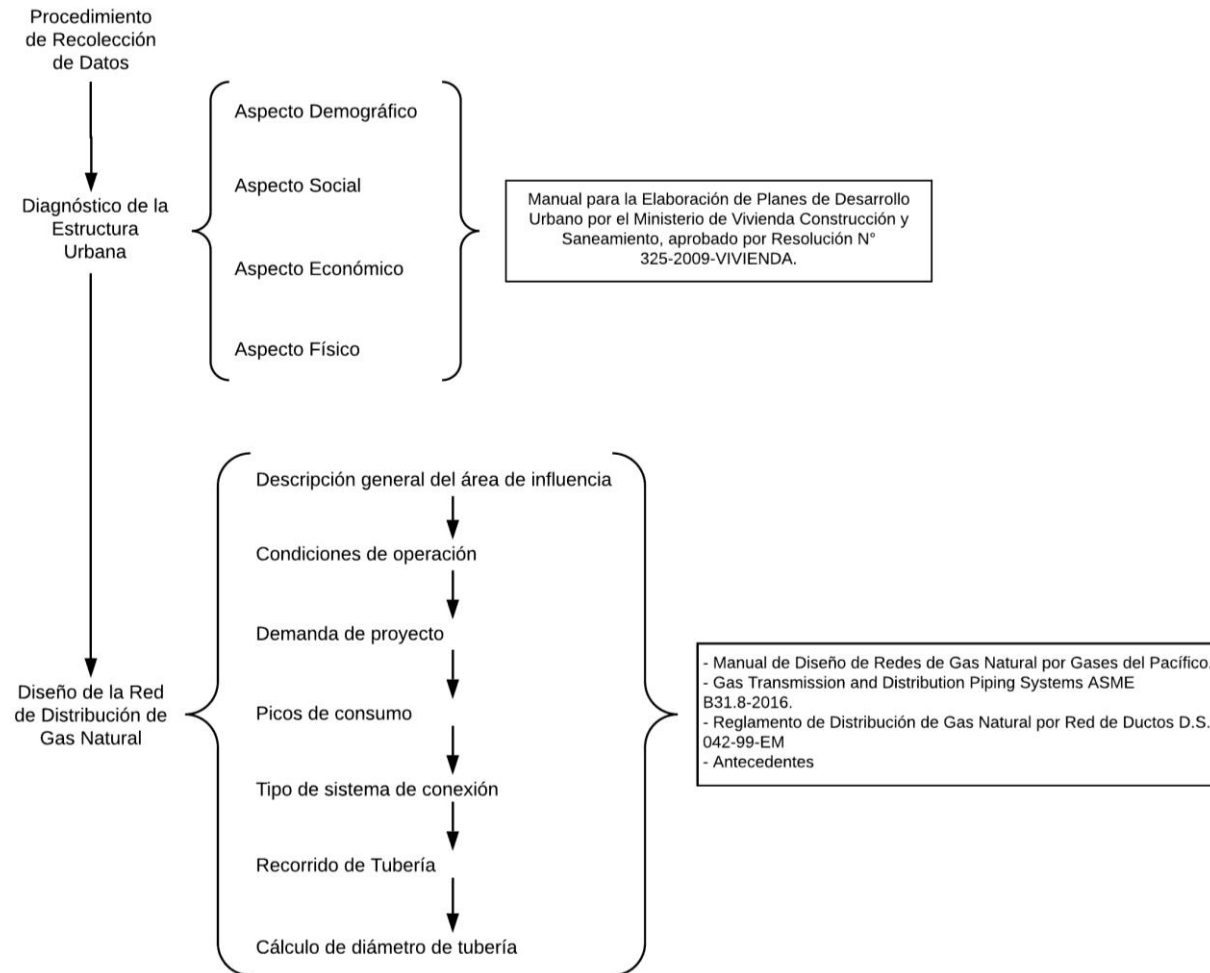 Procedimiento
de Recolección
de Datos
Diagnóstico de la
Estructura
Urbana
Aspecto Demográfico
Aspecto Social
Aspecto Económico
Aspecto Físico
Manual para la Elaboración de Planes de Desarrollo
Urbano por el Ministerio de Vivienda Construcción y
Saneamiento, aprobado por Resolución N°
325-2009-VIVIENDA.
Diseño de la Red
de Distribución de
Gas Natural
Descripción general del área de influencia
Condiciones de operación
Demanda de proyecto
Picos de consumo
Tipo de sistema de conexión
Recorrido de Tubería
Cálculo de diámetro de tubería
- Manual de Diseño de Redes de Gas Natural por Gases del Pacífico.
- Gas Transmission and Distribution Piping Systems ASME
B31.8-2016.
- Reglamento de Distribución de Gas Natural por Red de Ductos D.S.
042-99-EM
- Antecedentes